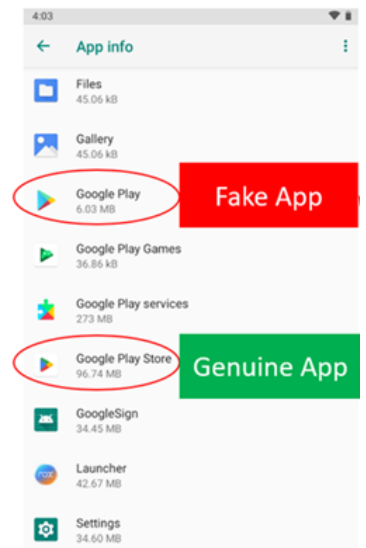 4:03
App info
Files
45.06 kB
Gallery
45.06 kB
Google Play
6.03 MB
Fake App
Google Play Games
36.86 kB
Google Play services
273 MB
Google Play Store
96.74 MB
Genuine App
GoogleSign
34.45 MB
rox
Launcher
42.67 MB
Settings
34.60 MB